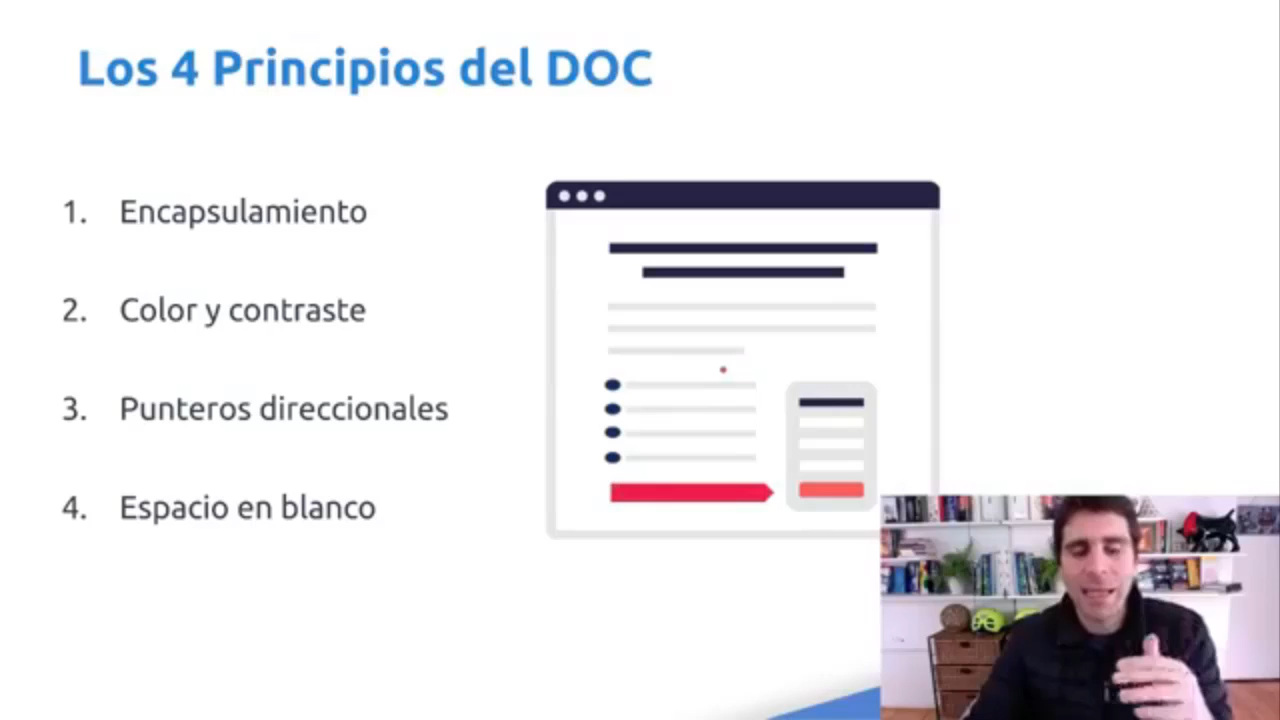 Los 4 Principios del DOC
1. Encapsulamiento
2. Color y contraste
3. Punteros direccionales
4. Espacio en blanco